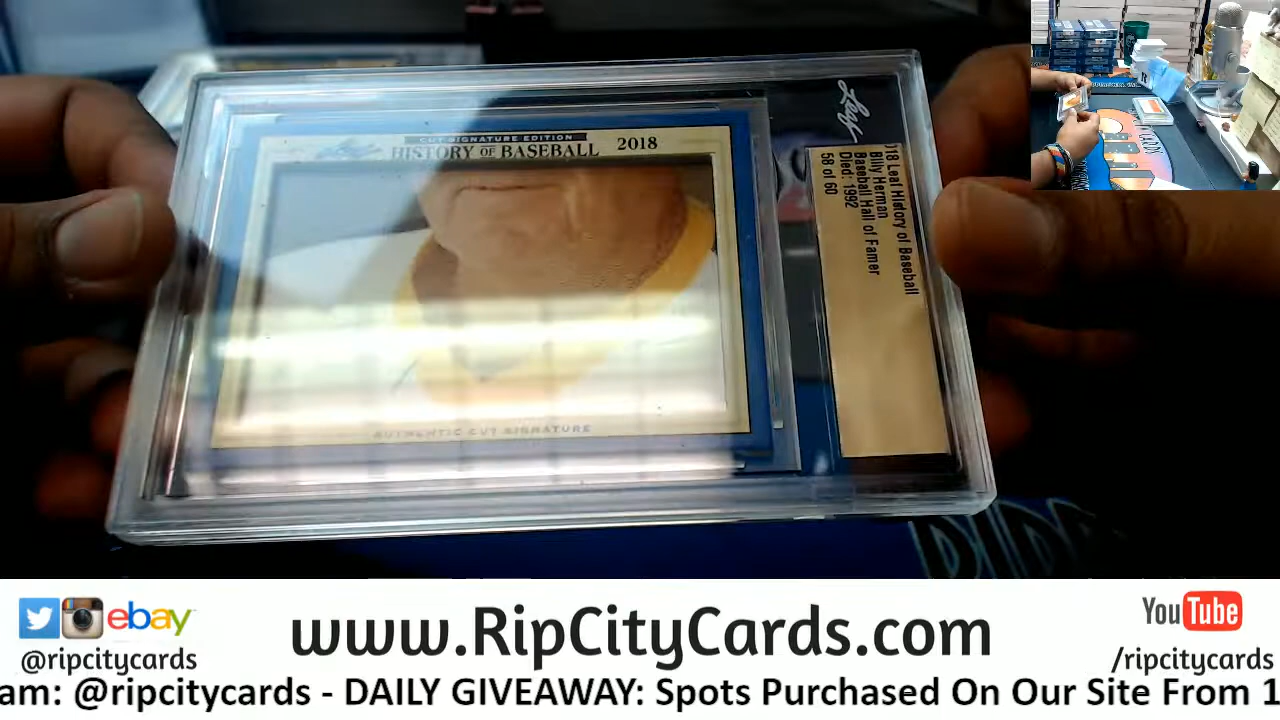 CUT SIGNATURE EDITION
HISTORY OF BASEBALL 2018
AUTHENTIC CUT SIGNATURE
Leaf
18 Leaf History of Baseball
Billy Herman
Baseball Hall of Famer
Died: 1992
58 of 60
ebay
@ripcitycards
www.RipCityCards.com
YouTube
/ripcitycards
am: @ripcitycards - DAILY GIVEAWAY: Spots Purchased On Our Site From 1